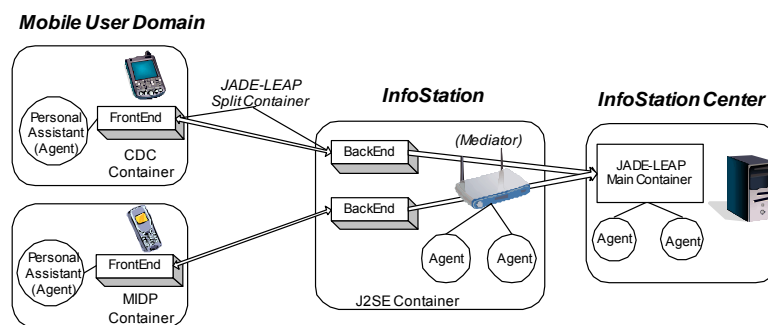 Mobile User Domain
Personal
Assistant
(Agent)
FrontEnd
CDC
Container
JADE-LEAP
Split Container
Personal
Assistant
(Agent)
FrontEnd
MIDP
Container
InfoStation
BackEnd
(Mediator)
BackEnd
Agent
Agent
J2SE Container
InfoStation Center
JADE-LEAP
Main Container
Agent
Agent